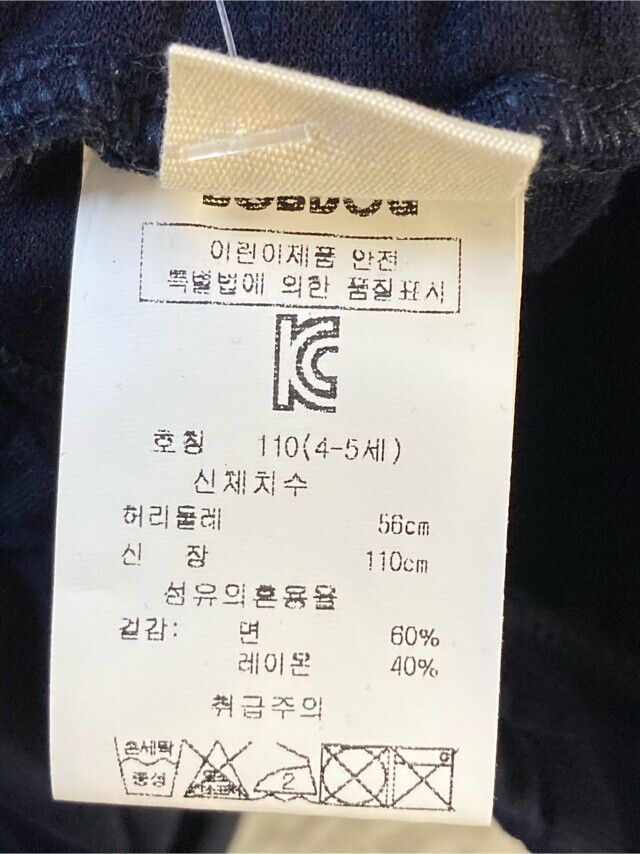 어린이제품 안전
특별법에 의한 품질표시
KC
호칭 110(4-5세)
신체치수
허리둘레 56cm
신 장 110cm
섬유의혼용율
겉감: 면 60%
레이온 40%
취급주의
손세탁
중성
2